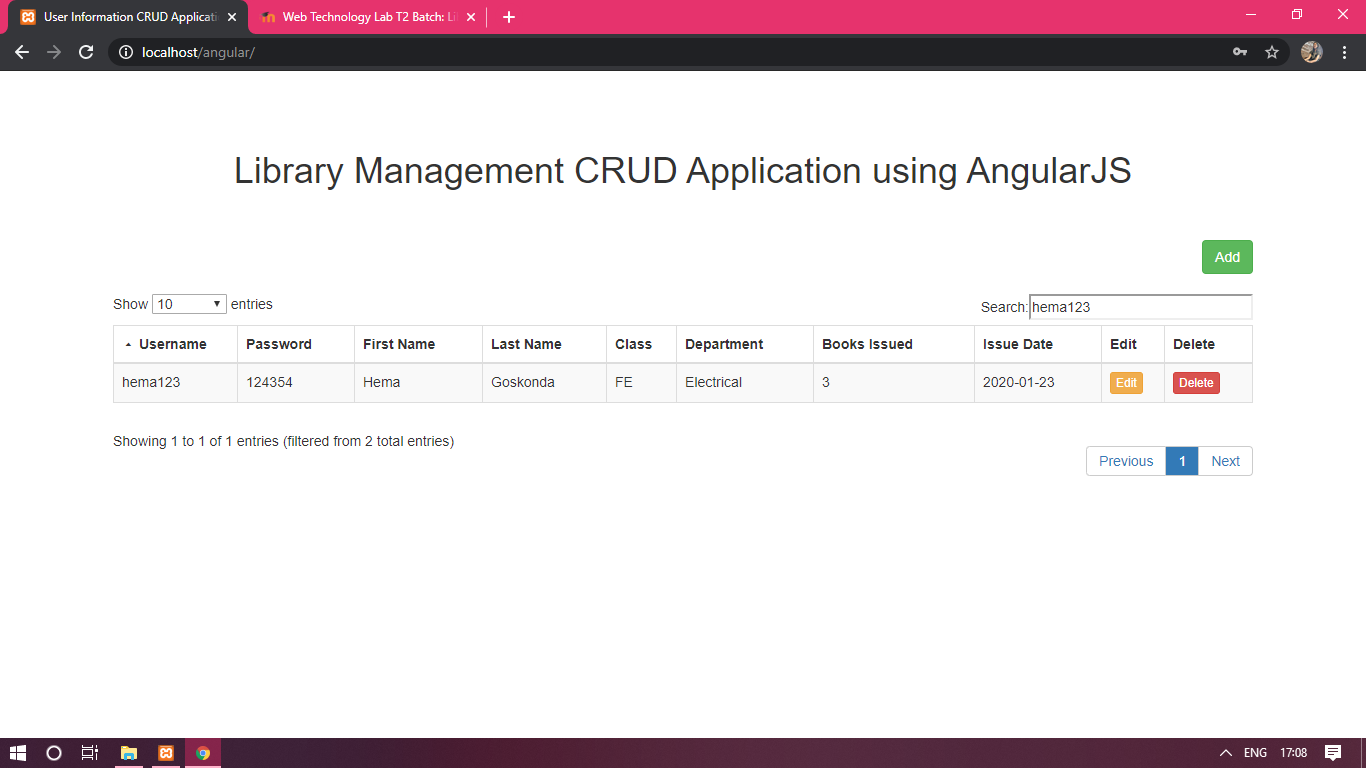 User Information CRUD Applicati
Web Technology Lab T2 Batch: Li
localhost/angular/
Library Management CRUD Application using AngularJS
Add
Show 10 entries
Search: hema123
Username Password First Name Last Name Class Department Books Issued Issue Date Edit Delete
hema123 124354 Hema Goskonda FE Electrical 3 2020-01-23 Edit Delete
Showing 1 to 1 of 1 entries (filtered from 2 total entries)
Previous 1 Next
ENG 17:08